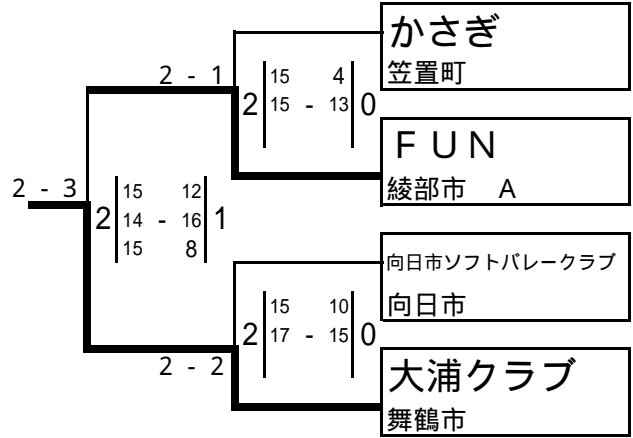 かさぎ
笠置町
2 - 1
15 4
2 15 - 13 0
ＦＵＮ
綾部市　A
2 - 3
15 12
2 14 - 16 1
15 8
向日市ソフトバレークラブ
向日市
15 10
2 17 - 15 0
2 - 2
大浦クラブ
舞鶴市